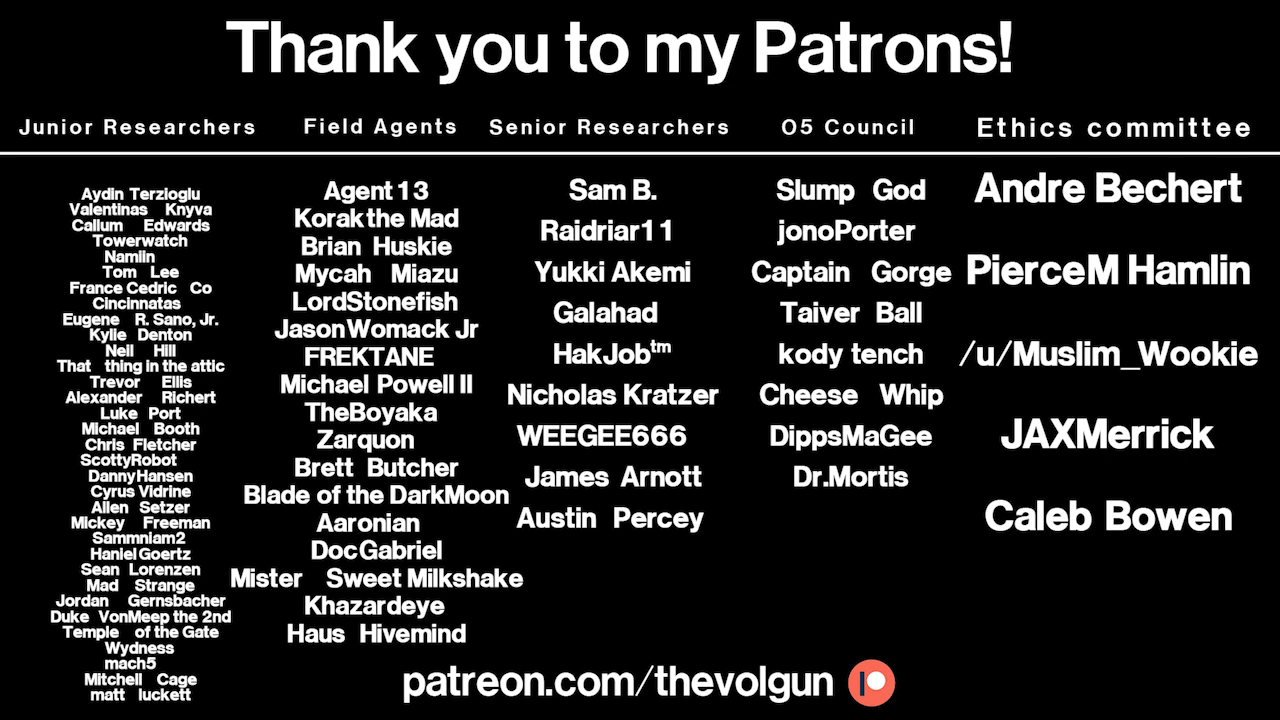 Thank you to my Patrons!
Junior Researchers
Aydin Terzioglu
Valentinas Knyva
Callum Edwards
Towerwatch
Namlin
Tom Lee
France Cedric Co
Cincinnatas
Eugene R. Sano, Jr.
Kylie Denton
Neil Hill
That thing in the attic
Trevor Ellis
Alexander Richert
Luke Port
Michael Booth
Chris Fletcher
ScottyRobot
DannyHansen
Cyrus Vidrine
Allen Setzer
Mickey Freeman
Sammniam2
Haniel Goertz
Sean Lorenzen
Mad Strange
Jordan Gernsbacher
Duke VonMeep the 2nd
Temple of the Gate
Wydness
mach5
Mitchell Cage
matt luckett
Field Agents
Agent 13
Korak the Mad
Brian Huskie
Mycah Miazu
LordStonefish
JasonWomack Jr
FREKTANE
Michael Powell II
TheBoyaka
Zarquon
Brett Butcher
Blade of the DarkMoon
Aaronian
DocGabriel
Mister Sweet Milkshake
Khazardeye
Haus Hivemind
Senior Researchers
Sam B.
Raidriar11
Yukki Akemi
Galahad
HakJob™
Nicholas Kratzer
WEEGEE666
James Arnott
Austin Percey
O5 Council
Slump God
jonoPorter
Captain Gorge
Taiver Ball
kody tench
Cheese Whip
DippsMaGee
Dr.Mortis
Ethics committee
Andre Bechert
PierceM Hamlin
/u/Muslim_Wookie
JAXMerrick
Caleb Bowen
patreon.com/thevolgun